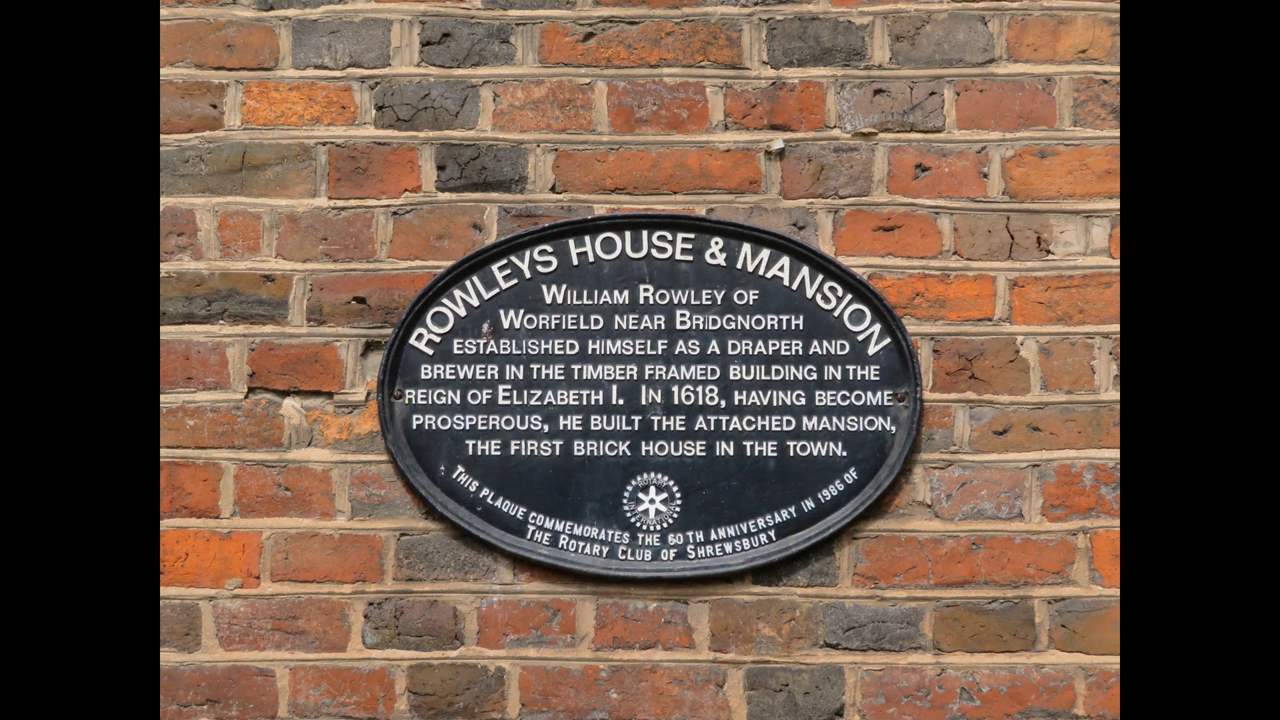 ROWLEYS HOUSE & MANSION
WILLIAM ROWLEY OF
WORFIELD NEAR BRIDGNORTH
ESTABLISHED HIMSELF AS A DRAPER AND
BREWER IN THE TIMBER FRAMED BUILDING IN THE
REIGN OF ELIZABETH I. IN 1618, HAVING BECOME
PROSPEROUS, HE BUILT THE ATTACHED MANSION,
THE FIRST BRICK HOUSE IN THE TOWN.
ROTARY
INTERNATIONAL
THIS PLAQUE COMMEMORATES THE 60TH ANNIVERSARY IN 1986 OF
THE ROTARY CLUB OF SHREWSBURY